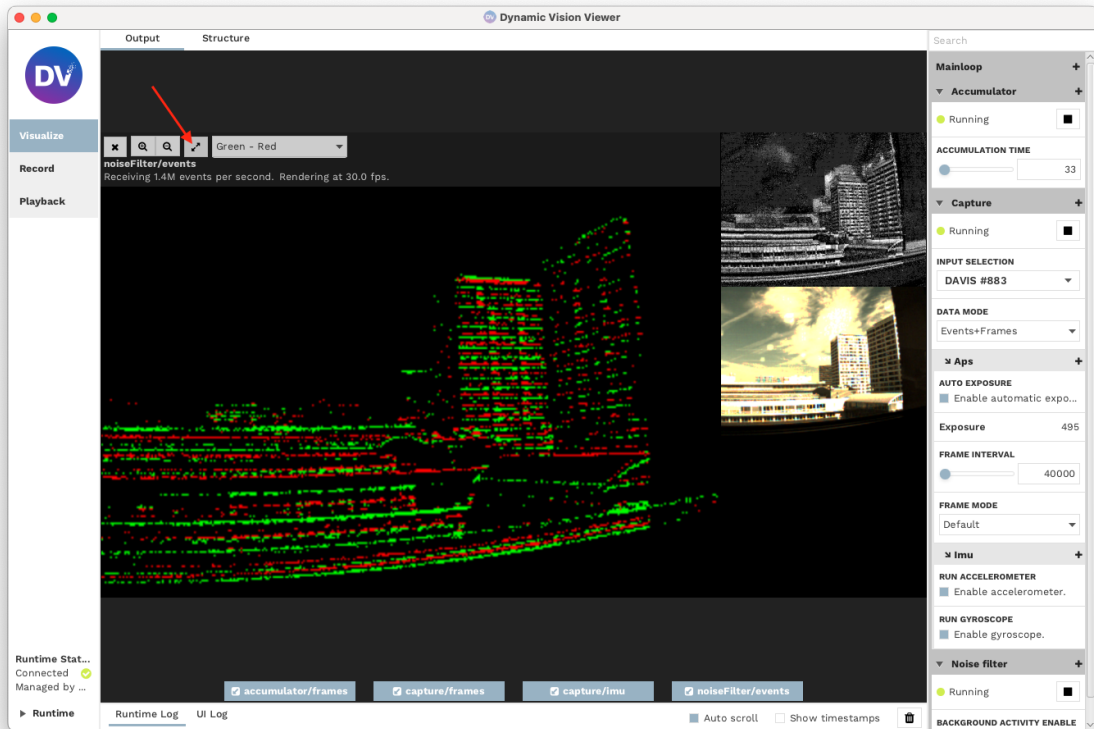 Dynamic Vision Viewer
DV
Visualize
Record
Playback
Runtime Stat...
Connected
Managed by ...
Runtime
Output
Structure
Green - Red
noiseFilter/events
Receiving 1.4M events per second. Rendering at 30.0 fps.
accumulator/frames
capture/frames
capture/imu
noiseFilter/events
Runtime Log
UI Log
Auto scroll
Show timestamps
Search
Mainloop
Accumulator
Running
ACCUMULATION TIME
33
Capture
Running
INPUT SELECTION
DAVIS #883
DATA MODE
Events+Frames
Aps
AUTO EXPOSURE
Enable automatic expo...
Exposure 495
FRAME INTERVAL
40000
FRAME MODE
Default
Imu
RUN ACCELEROMETER
Enable accelerometer.
RUN GYROSCOPE
Enable gyroscope.
Noise filter
Running
BACKGROUND ACTIVITY ENABLE